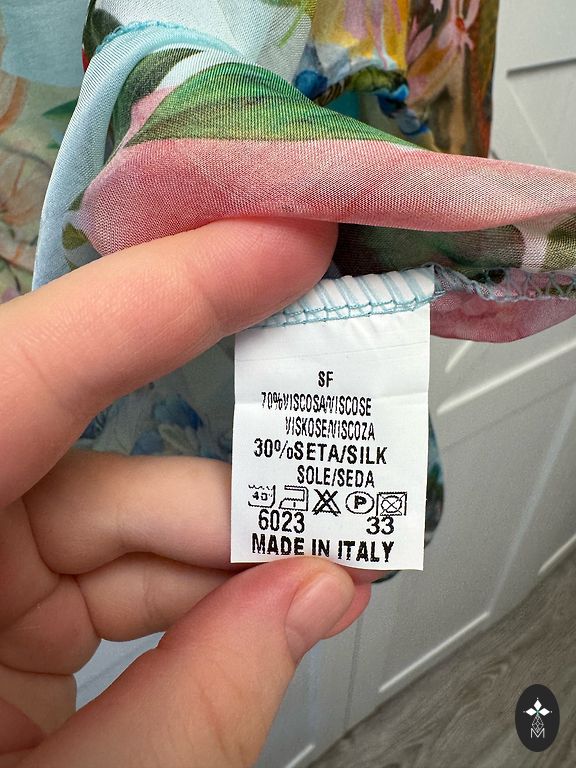 SF
70%VISCOSA/VISCOSE
VISKOSE/VISCOZA
30%SETA/SILK
SOLE/SEDA
40° P
6023 33
MADE IN ITALY
M